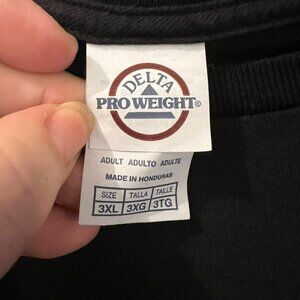 DELTA
PRO WEIGHT®
ADULT ADULTO ADULTE
MADE IN HONDURAS
SIZE TALLA TAILLE
3XL 3XG 3TG